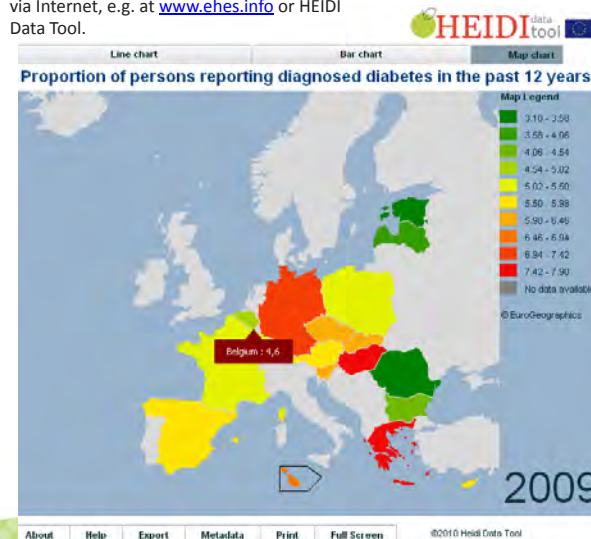 via Internet, e.g. at www.ehes.info or HEIDI
Data Tool.
HEIDI data tool
Line chart
Bar chart
Map chart
Proportion of persons reporting diagnosed diabetes in the past 12 years
Map Legend
3.10 - 3.58
3.58 - 4.06
4.06 - 4.54
4.54 - 5.02
5.02 - 5.50
5.50 - 5.98
5.98 - 6.46
6.46 - 6.94
6.94 - 7.42
7.42 - 7.90
No data available
© EuroGeographics
Belgium : 4,6
2009
About
Help
Export
Metadata
Print
Full Screen
©2010 Heidi Data Tool